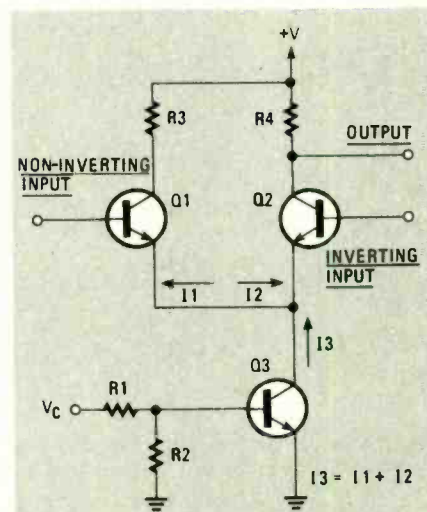 +V
R3
R4
OUTPUT
NON-INVERTING
INPUT
Q1
Q2
INVERTING
INPUT
I1
I2
I3
Q3
R1
VC
R2
I3 = I1 + I2